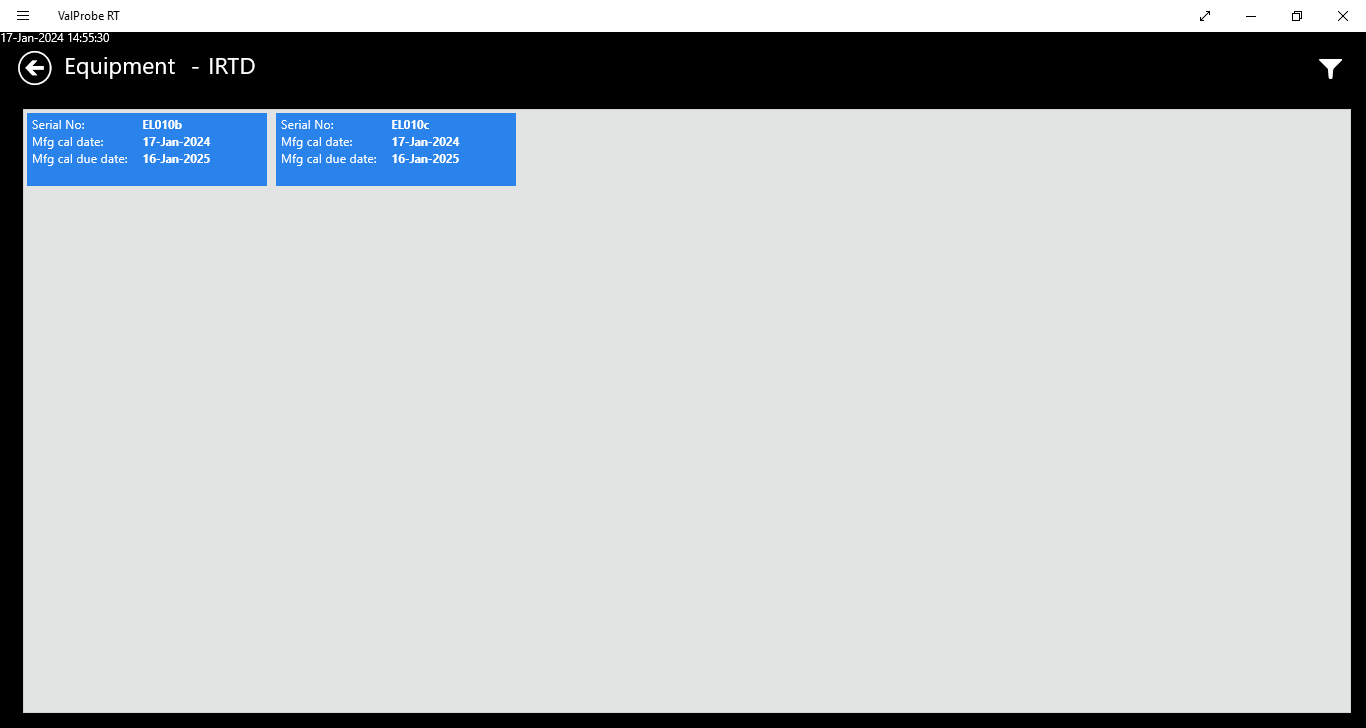 ValProbe RT
17-Jan-2024 14:55:30
Equipment - IRTD
Serial No: EL010b
Mfg cal date: 17-Jan-2024
Mfg cal due date: 16-Jan-2025
Serial No: EL010c
Mfg cal date: 17-Jan-2024
Mfg cal due date: 16-Jan-2025